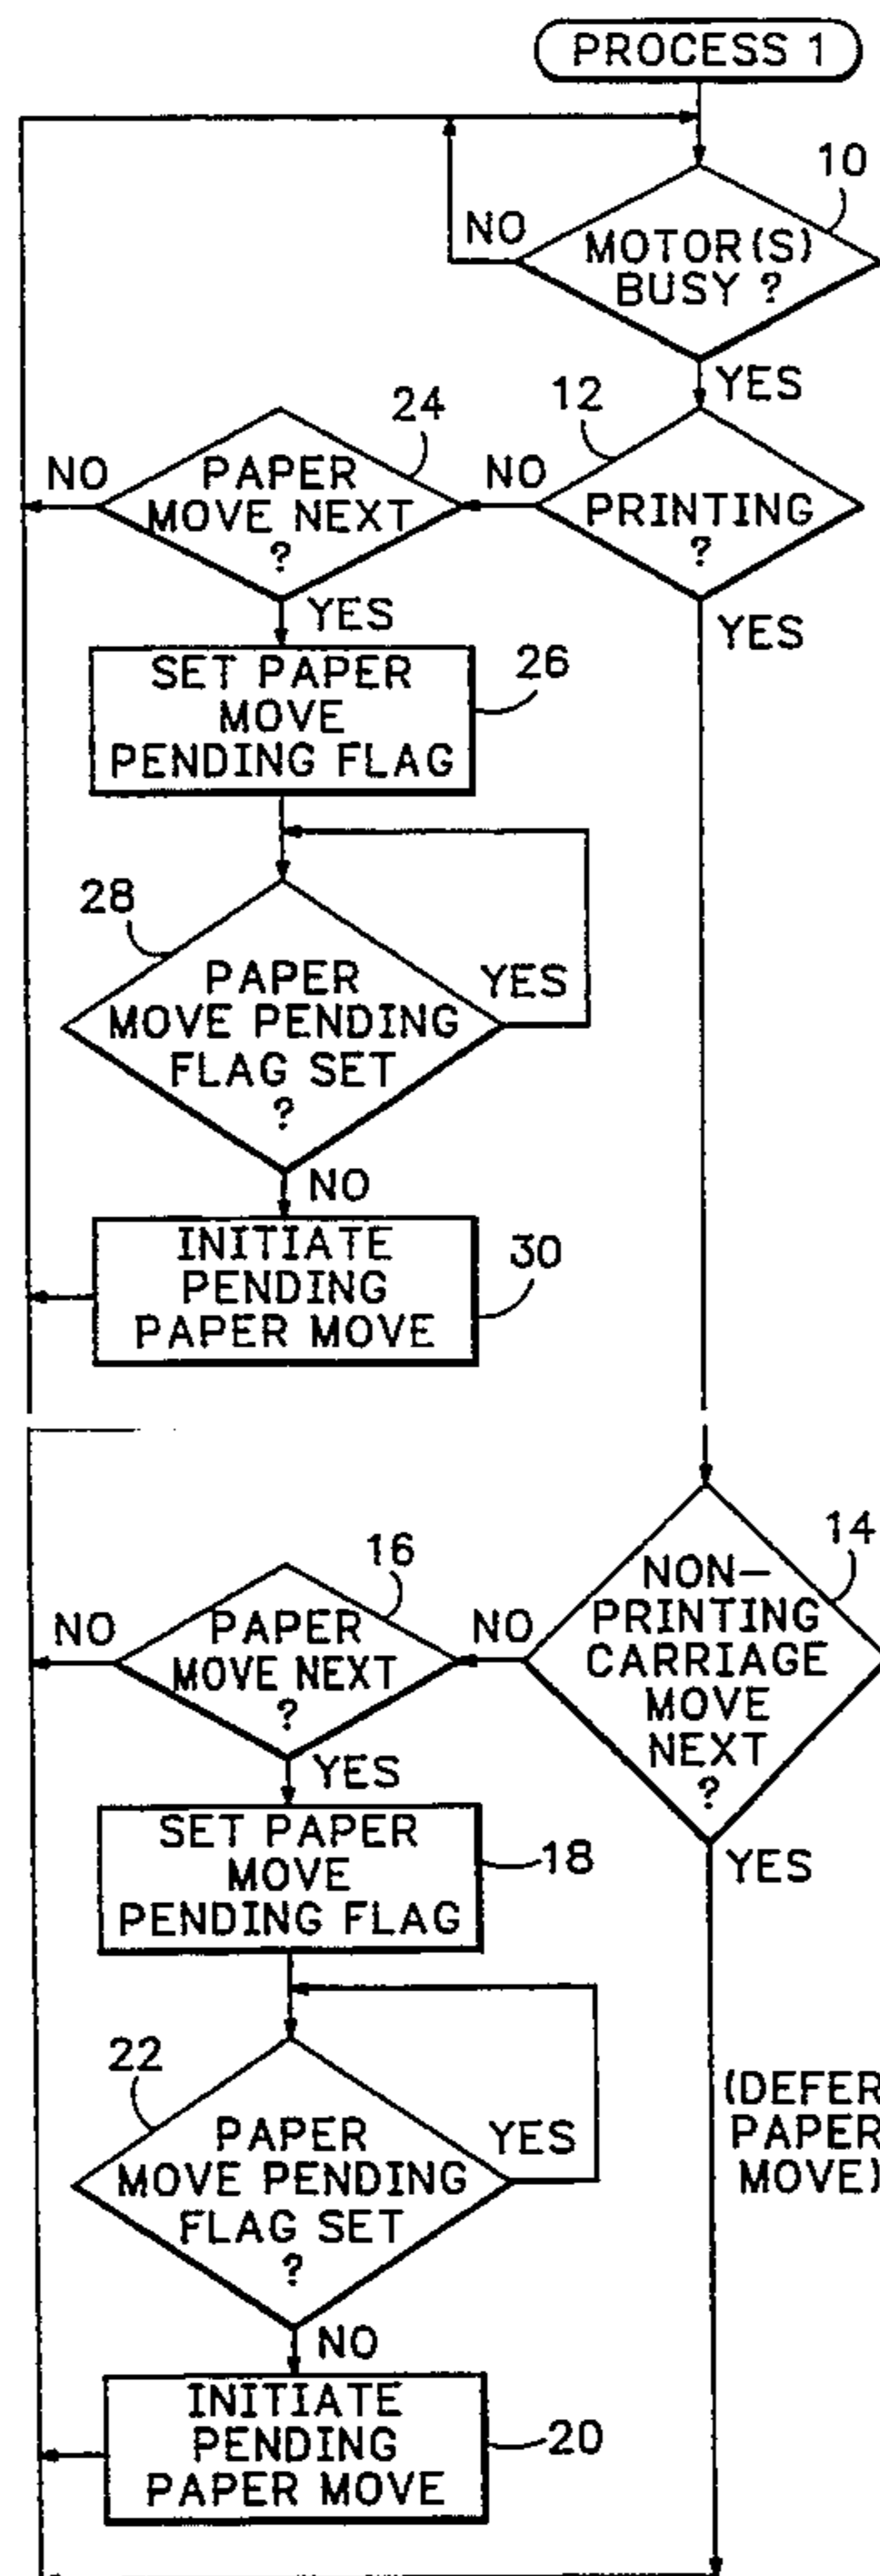 PROCESS 1
10
MOTOR(S)
BUSY ?
NO
YES
12
PRINTING
?
NO
YES
24
PAPER
MOVE NEXT
?
NO
YES
26
SET PAPER
MOVE
PENDING FLAG
28
PAPER
MOVE PENDING
FLAG SET
?
YES
NO
30
INITIATE
PENDING
PAPER MOVE
14
NON-
PRINTING
CARRIAGE
MOVE
NEXT
?
NO
YES
16
PAPER
MOVE NEXT
?
NO
YES
18
SET PAPER
MOVE
PENDING FLAG
22
PAPER
MOVE PENDING
FLAG SET
?
YES
NO
(DEFER
PAPER
MOVE)
20
INITIATE
PENDING
PAPER MOVE